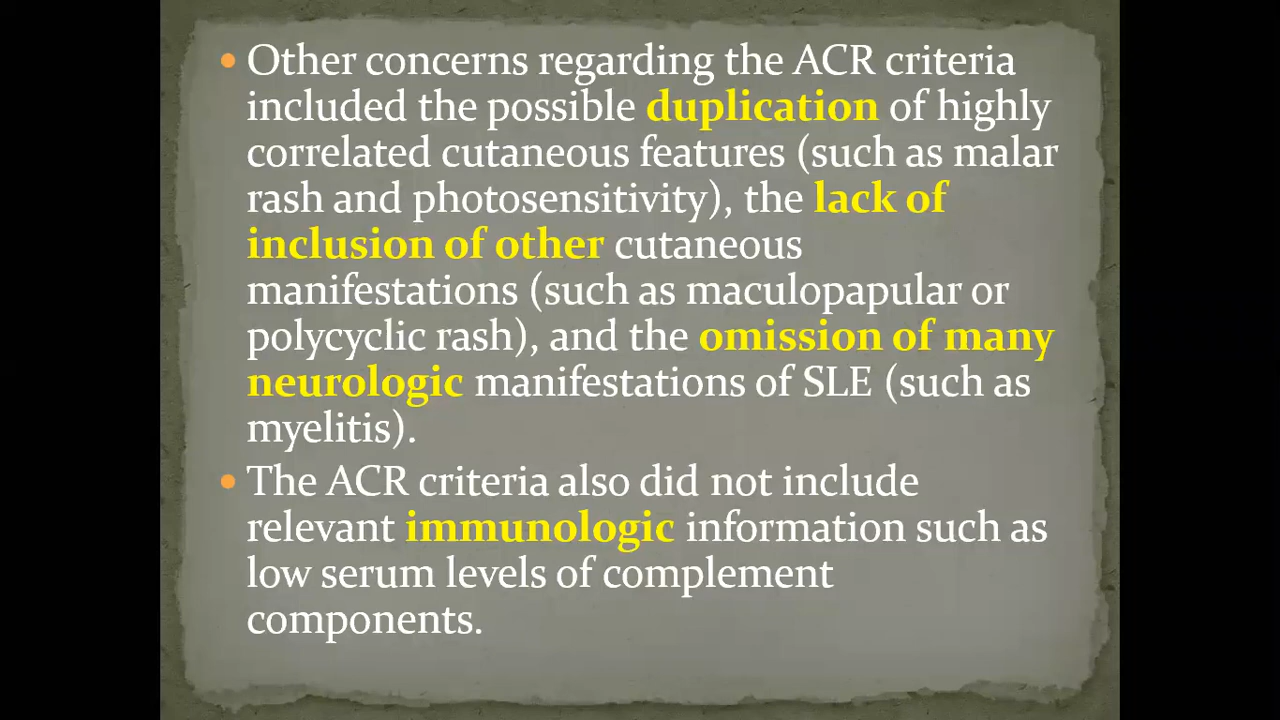 • Other concerns regarding the ACR criteria
included the possible duplication of highly
correlated cutaneous features (such as malar
rash and photosensitivity), the lack of
inclusion of other cutaneous
manifestations (such as maculopapular or
polycyclic rash), and the omission of many
neurologic manifestations of SLE (such as
myelitis).
• The ACR criteria also did not include
relevant immunologic information such as
low serum levels of complement
components.